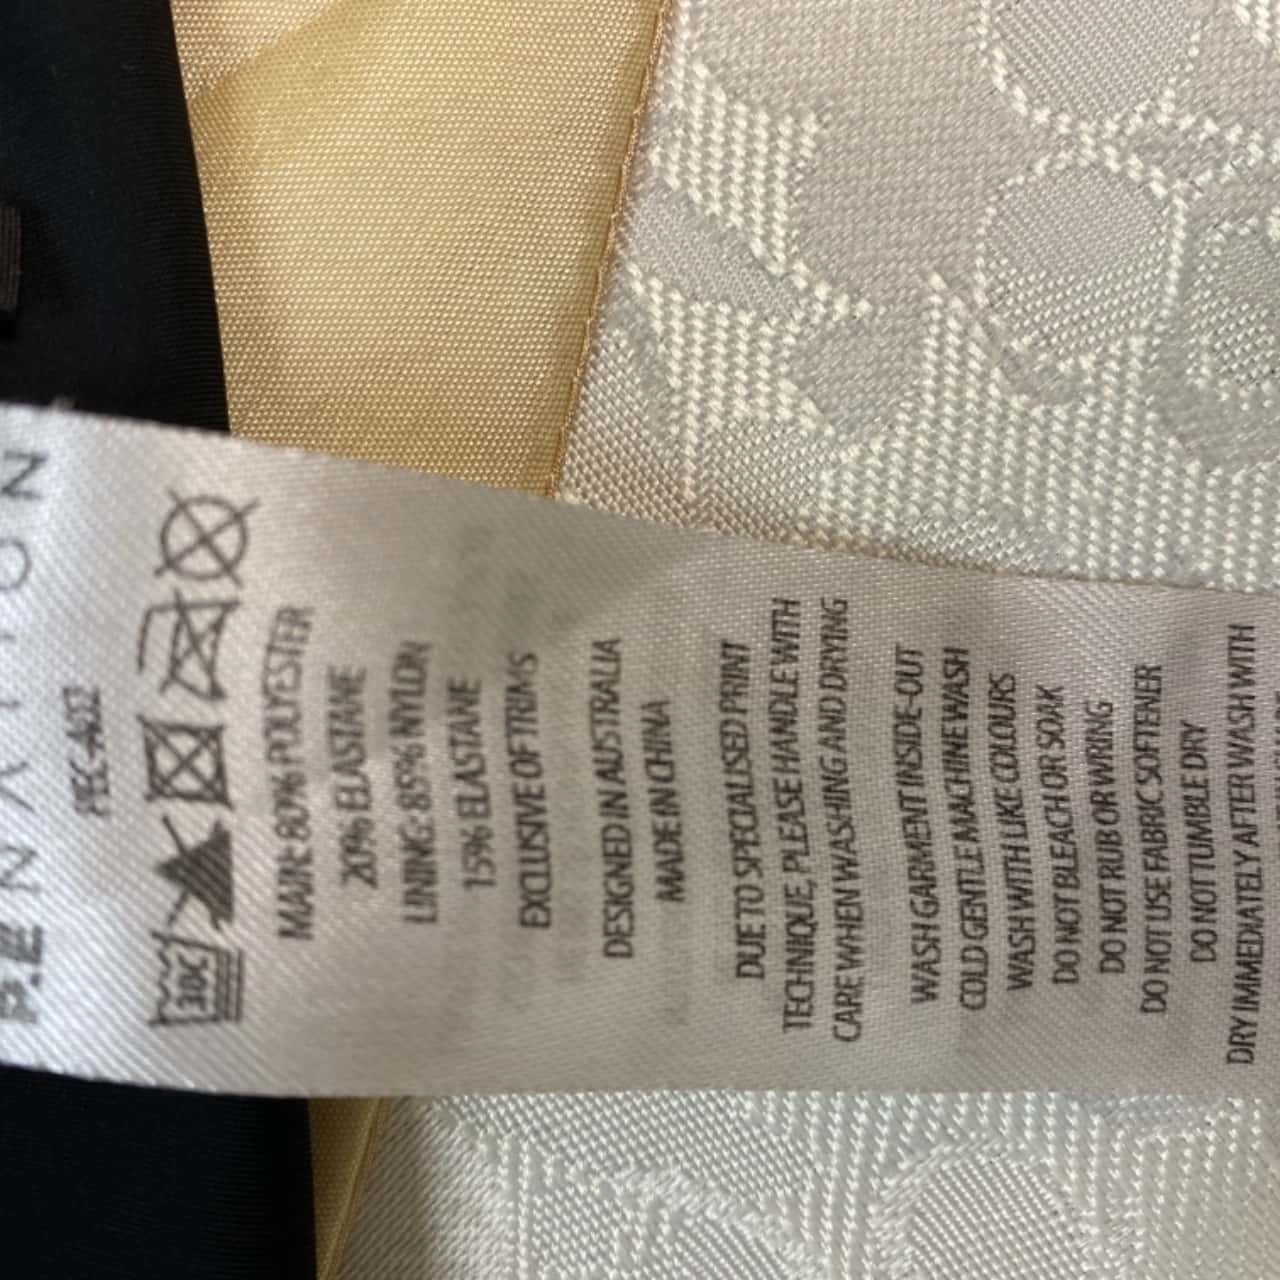 PEC-A02
30C
MAIN: 80% POLYESTER
20% ELASTANE
LINING: 85% NYLON
15% ELASTANE
EXCLUSIVE OF TRIMS
DESIGNED IN AUSTRALIA
MADE IN CHINA
DUE TO SPECIALISED PRINT
TECHNIQUE, PLEASE HANDLE WITH
CARE WHEN WASHING AND DRYING
WASH GARMENT INSIDE-OUT
COLD GENTLE MACHINE WASH
WASH WITH LIKE COLOURS
DO NOT BLEACH OR SOAK
DO NOT RUB OR WRING
DO NOT USE FABRIC SOFTENER
DO NOT TUMBLE DRY
DRY IMMEDIATELY AFTER WASH WITH